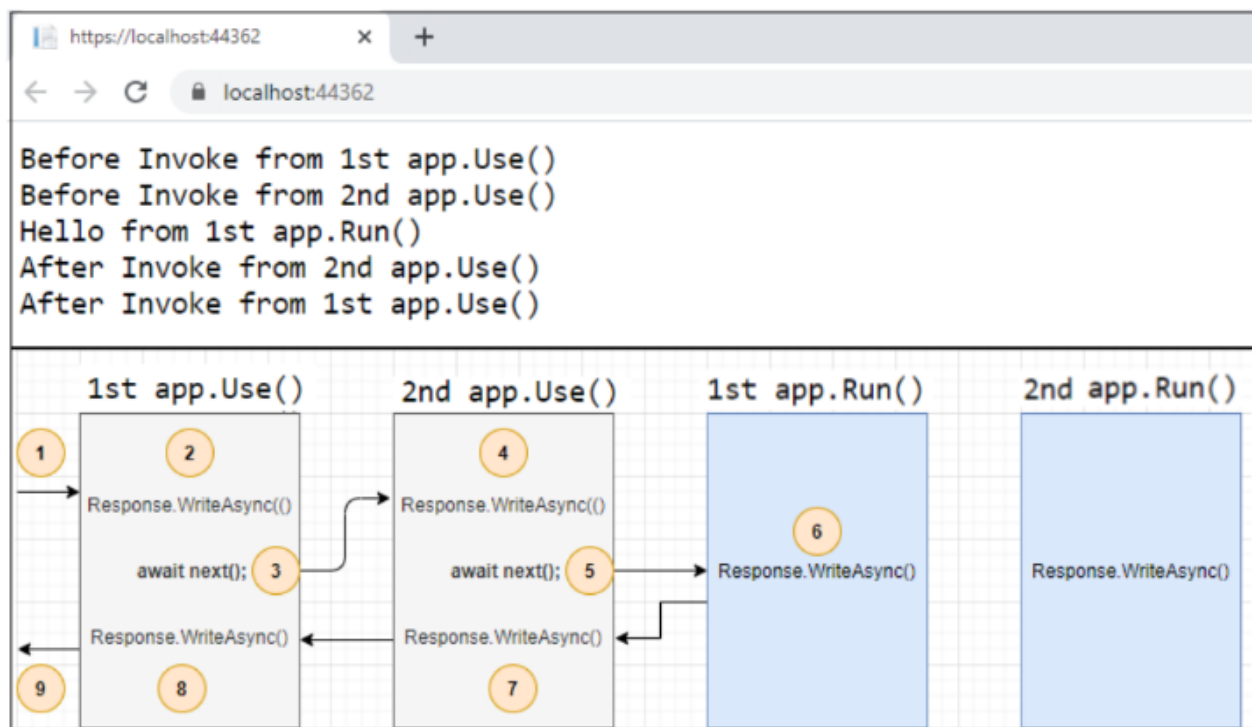 https://localhost:44362 × +
← → localhost:44362
Before Invoke from 1st app.Use()
Before Invoke from 2nd app.Use()
Hello from 1st app.Run()
After Invoke from 2nd app.Use()
After Invoke from 1st app.Use()
1st app.Use() 2nd app.Use() 1st app.Run() 2nd app.Run()
1 2 4
Response.WriteAsync(() Response.WriteAsync(()
6
await next(); 3 await next(); 5 Response.WriteAsync() Response.WriteAsync()
Response.WriteAsync() Response.WriteAsync()
9 8 7